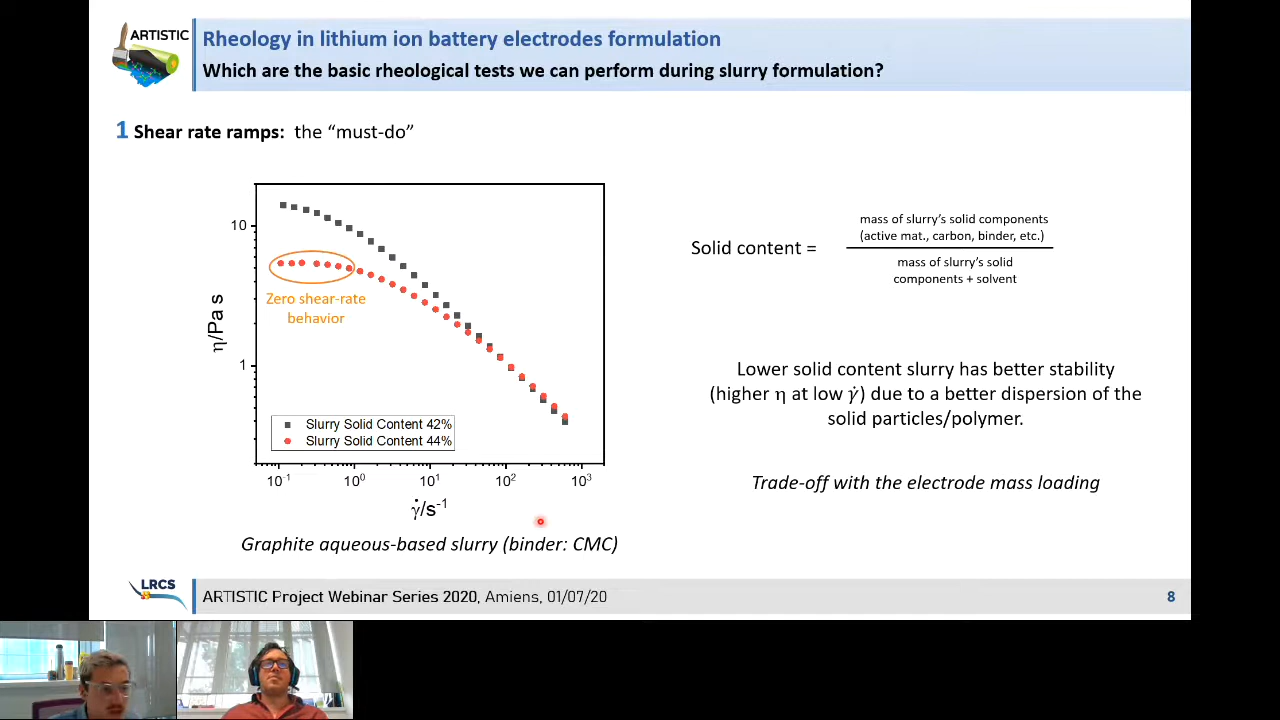 ARTISTIC
Rheology in lithium ion battery electrodes formulation
Which are the basic rheological tests we can perform during slurry formulation?
1 Shear rate ramps: the “must-do”
10
1
η/Pa s
Zero shear-rate
behavior
Slurry Solid Content 42%
Slurry Solid Content 44%
10⁻¹ 10⁰ 10¹ 10² 10³
γ̇/s⁻¹
Graphite aqueous-based slurry (binder: CMC)
Solid content =
mass of slurry’s solid components
(active mat., carbon, binder, etc.)
mass of slurry’s solid
components + solvent
Lower solid content slurry has better stability
(higher η at low γ̇) due to a better dispersion of the
solid particles/polymer.
Trade-off with the electrode mass loading
LRCS
ARTISTIC Project Webinar Series 2020, Amiens, 01/07/20
8